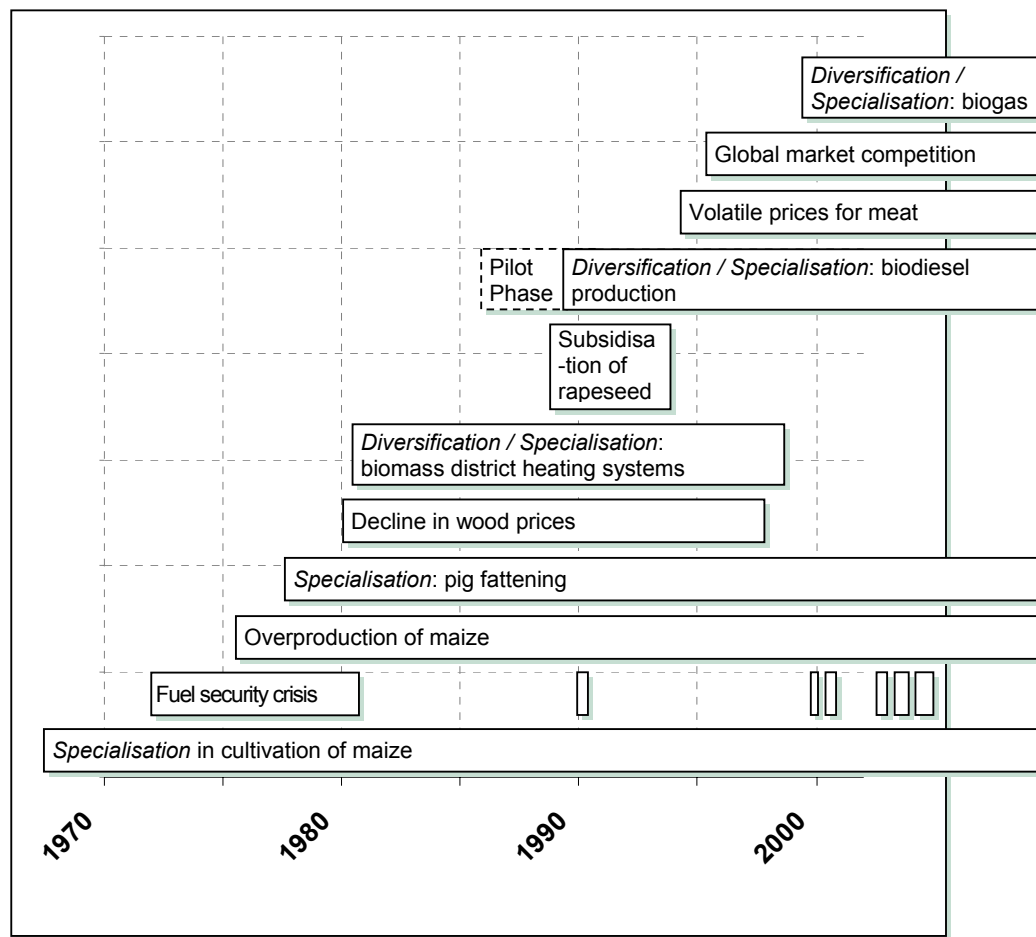 Diversification /
Specialisation: biogas
Global market competition
Volatile prices for meat
Pilot
Phase
Diversification / Specialisation: biodiesel
production
Subsidisa
-tion of
rapeseed
Diversification / Specialisation:
biomass district heating systems
Decline in wood prices
Specialisation: pig fattening
Overproduction of maize
Fuel security crisis
Specialisation in cultivation of maize
1970
1980
1990
2000